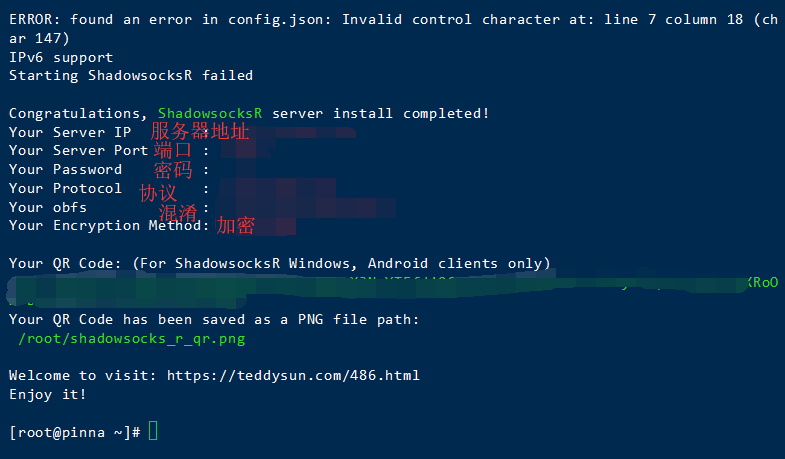 ERROR: found an error in config.json: Invalid control character at: line 7 column 18 (ch
ar 147)
IPv6 support
Starting ShadowsocksR failed
Congratulations, ShadowsocksR server install completed!
Your Server IP 服务器地址 :
Your Server Port 端口 :
Your Password 密码 :
Your Protocol 协议 :
Your obfs 混淆 :
Your Encryption Method: 加密
Your QR Code: (For ShadowsocksR Windows, Android clients only)
XRoO
Your QR Code has been saved as a PNG file path:
/root/shadowsocks_r_qr.png
Welcome to visit: https://teddysun.com/486.html
Enjoy it!
[root@pinna ~]#